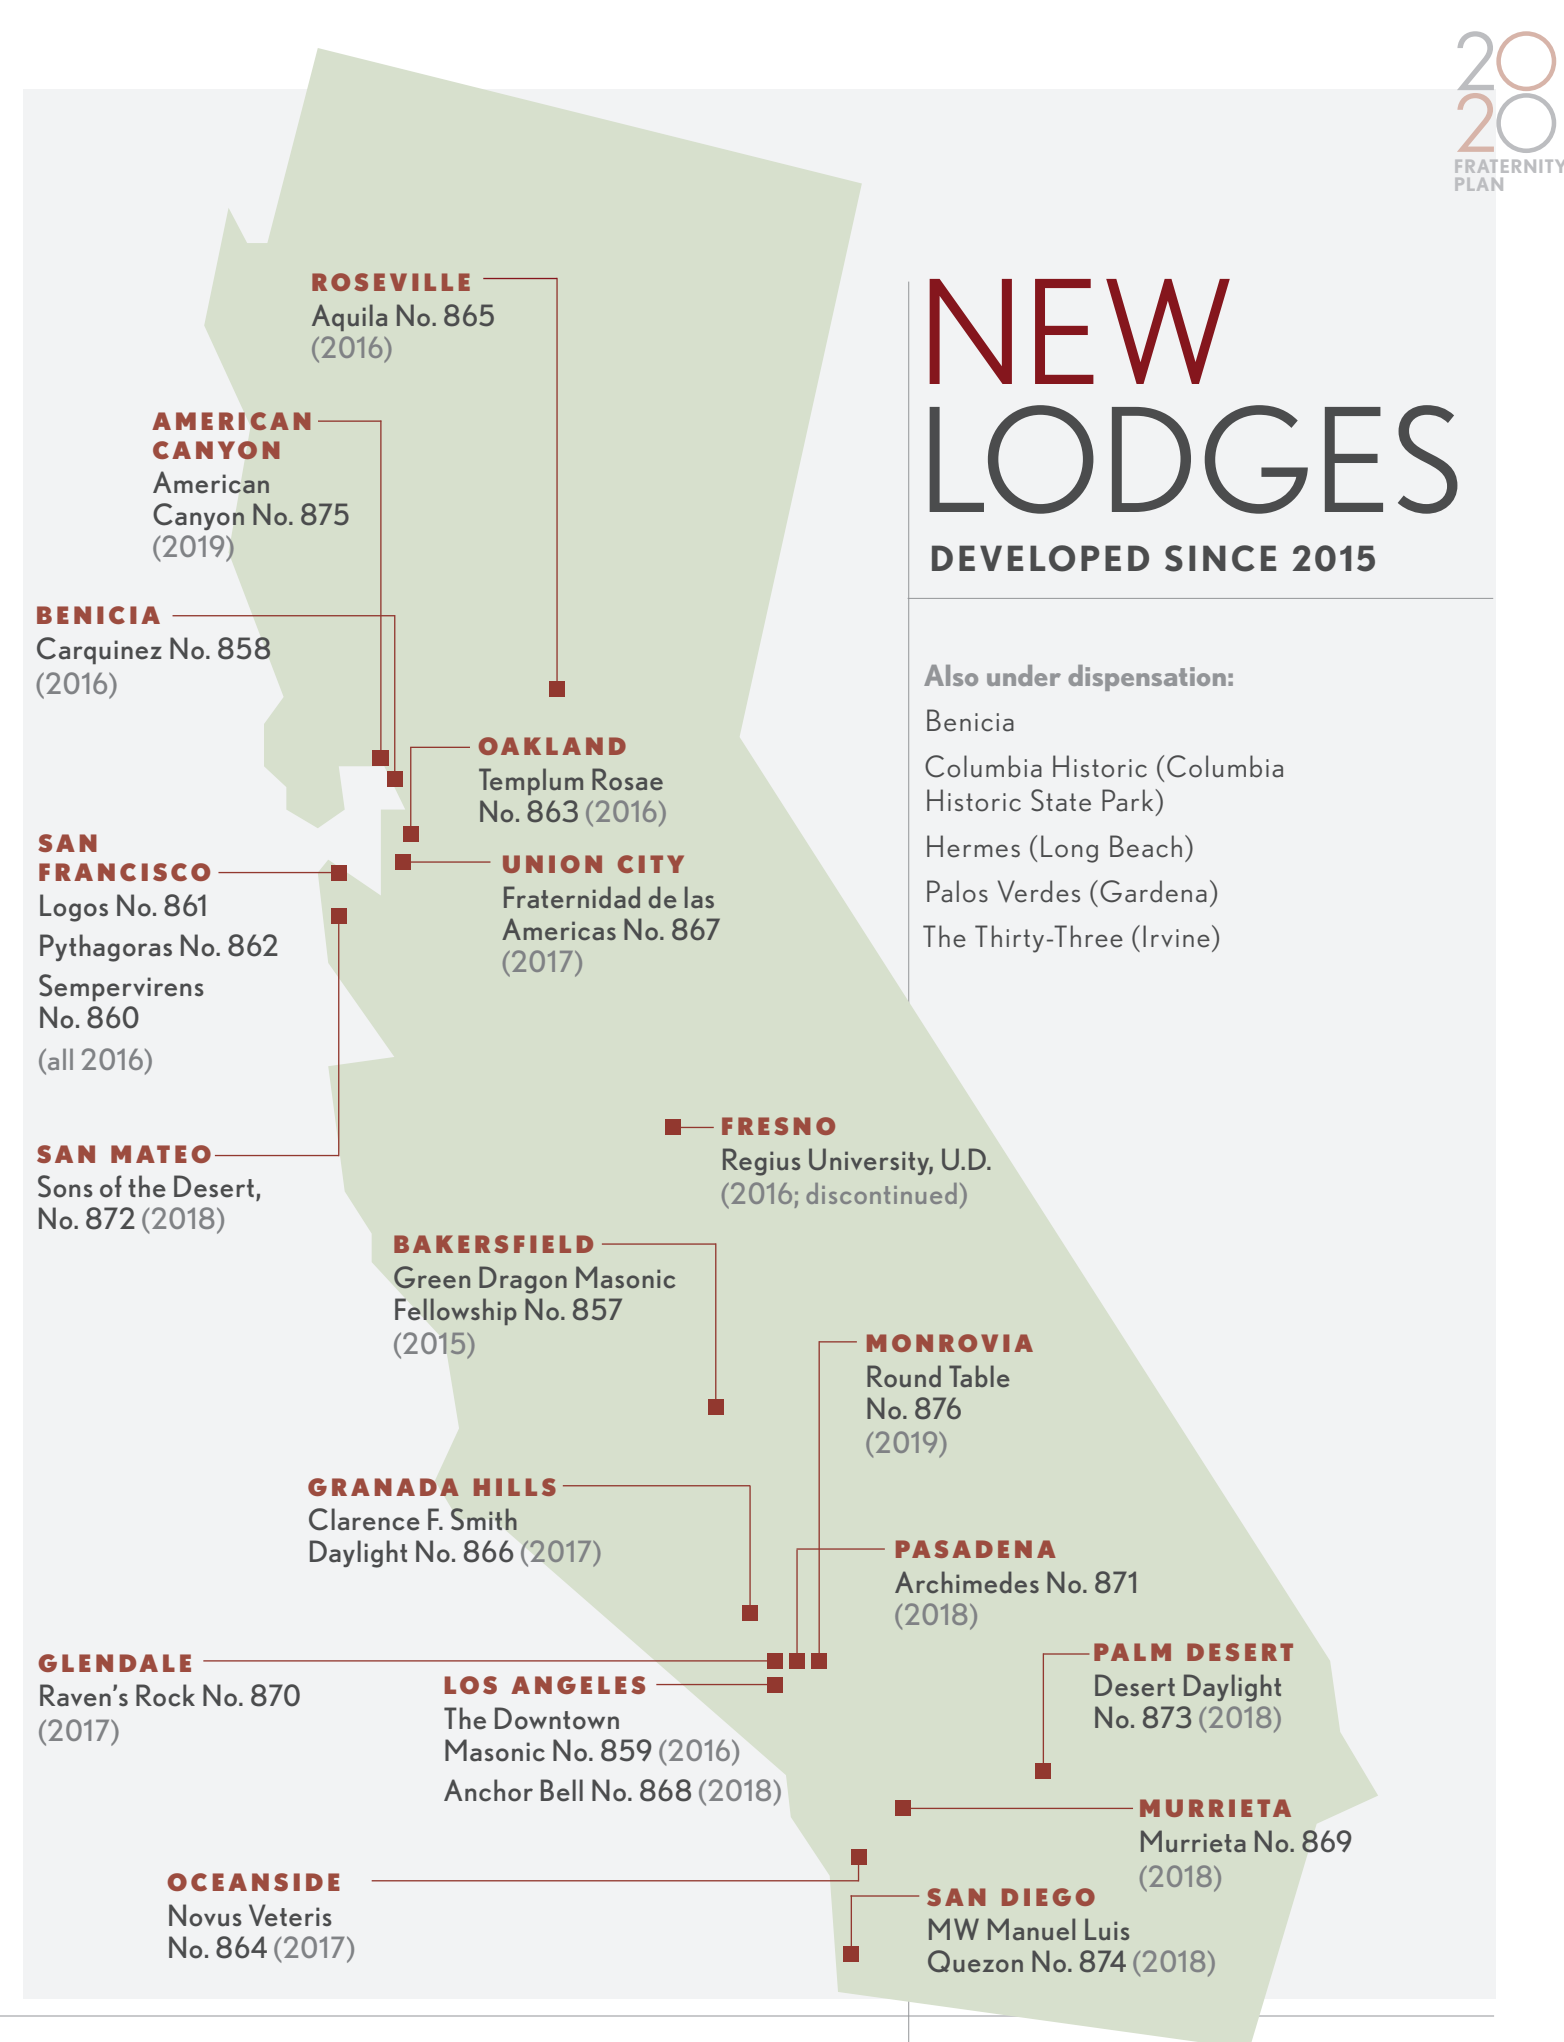 20
20
FRATERNITY
PLAN
NEW
LODGES
DEVELOPED SINCE 2015
Also under dispensation:
Benicia
Columbia Historic (Columbia
Historic State Park)
Hermes (Long Beach)
Palos Verdes (Gardena)
The Thirty-Three (Irvine)
ROSEVILLE
Aquila No. 865
(2016)
AMERICAN
CANYON
American
Canyon No. 875
(2019)
BENICIA
Carquinez No. 858
(2016)
OAKLAND
Templum Rosae
No. 863 (2016)
SAN
FRANCISCO
Logos No. 861
Pythagoras No. 862
Sempervirens
No. 860
(all 2016)
UNION CITY
Fraternidad de las
Americas No. 867
(2017)
SAN MATEO
Sons of the Desert,
No. 872 (2018)
FRESNO
Regius University, U.D.
(2016; discontinued)
BAKERSFIELD
Green Dragon Masonic
Fellowship No. 857
(2015)
MONROVIA
Round Table
No. 876
(2019)
GRANADA HILLS
Clarence F. Smith
Daylight No. 866 (2017)
PASADENA
Archimedes No. 871
(2018)
GLENDALE
Raven's Rock No. 870
(2017)
LOS ANGELES
The Downtown
Masonic No. 859 (2016)
Anchor Bell No. 868 (2018)
PALM DESERT
Desert Daylight
No. 873 (2018)
MURRIETA
Murrieta No. 869
(2018)
OCEANSIDE
Novus Veteris
No. 864 (2017)
SAN DIEGO
MW Manuel Luis
Quezon No. 874 (2018)